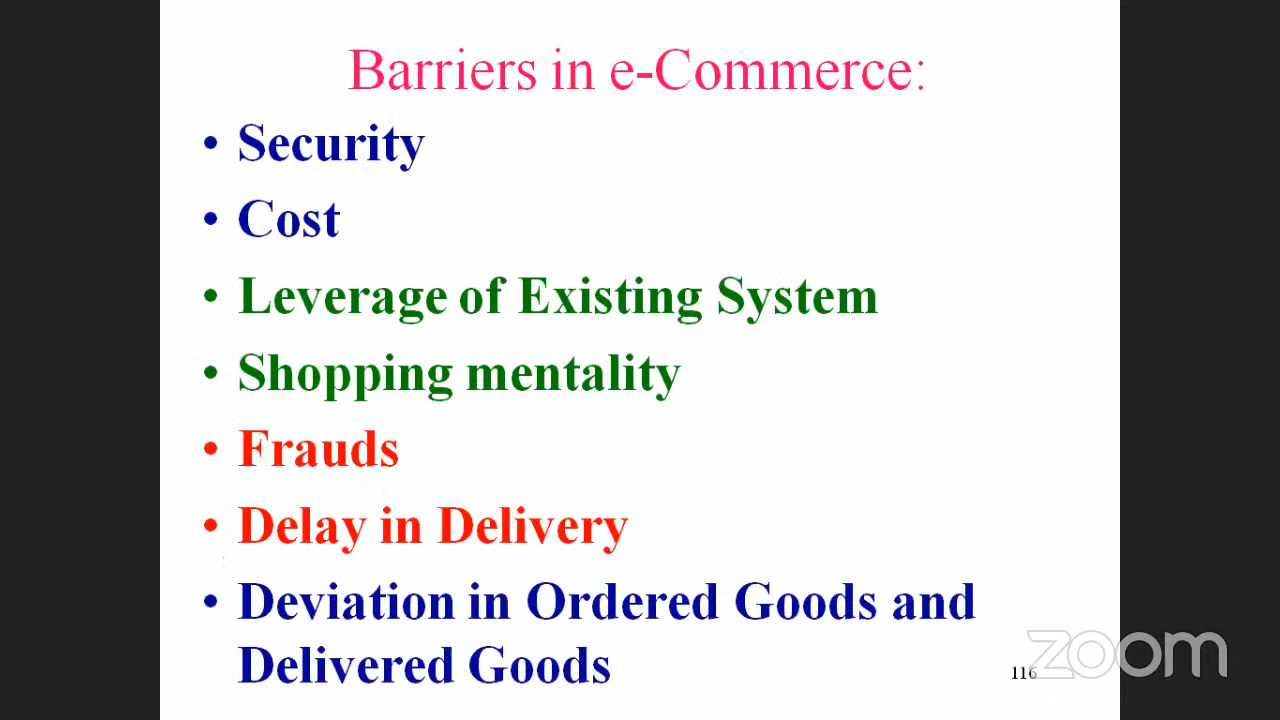 Barriers in e-Commerce:
• Security
• Cost
• Leverage of Existing System
• Shopping mentality
• Frauds
• Delay in Delivery
• Deviation in Ordered Goods and
Delivered Goods
116
zoom